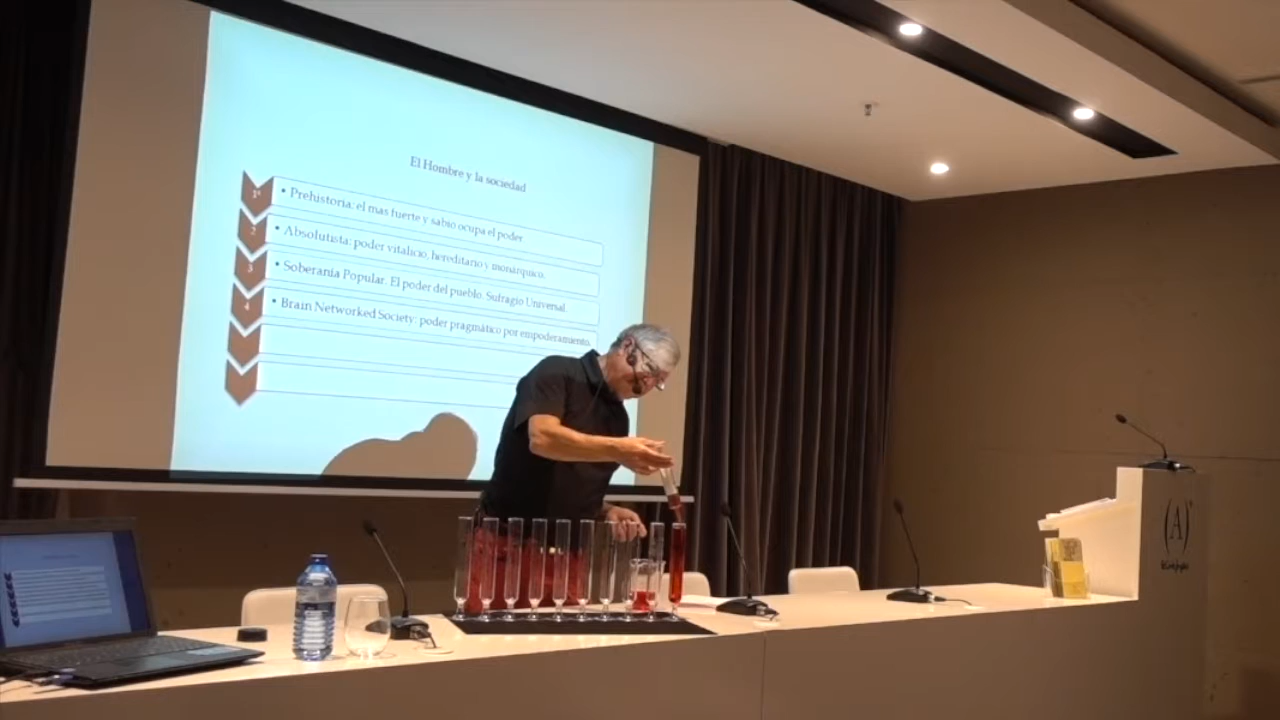 El Hombre y la sociedad
1º
• Prehistoria: el mas fuerte y sabio ocupa el poder
2
• Absolutista: poder vitalicio, hereditario y monárquico.
3
• Soberanía Popular. El poder del pueblo. Sufragio Universal.
4
• Brain Networked Society: poder pragmático por empoderamiento.
(A)